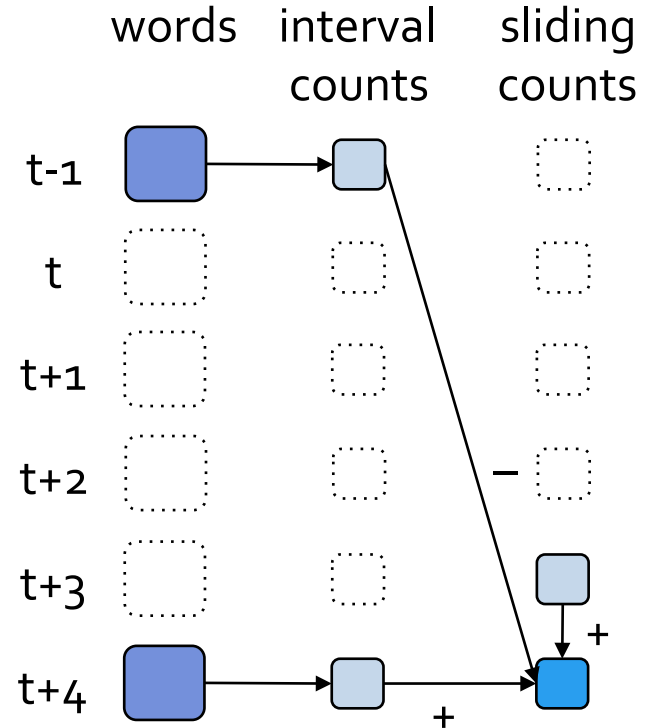 words interval sliding
counts counts
t-1
t
t+1
t+2 –
t+3
+
t+4
+